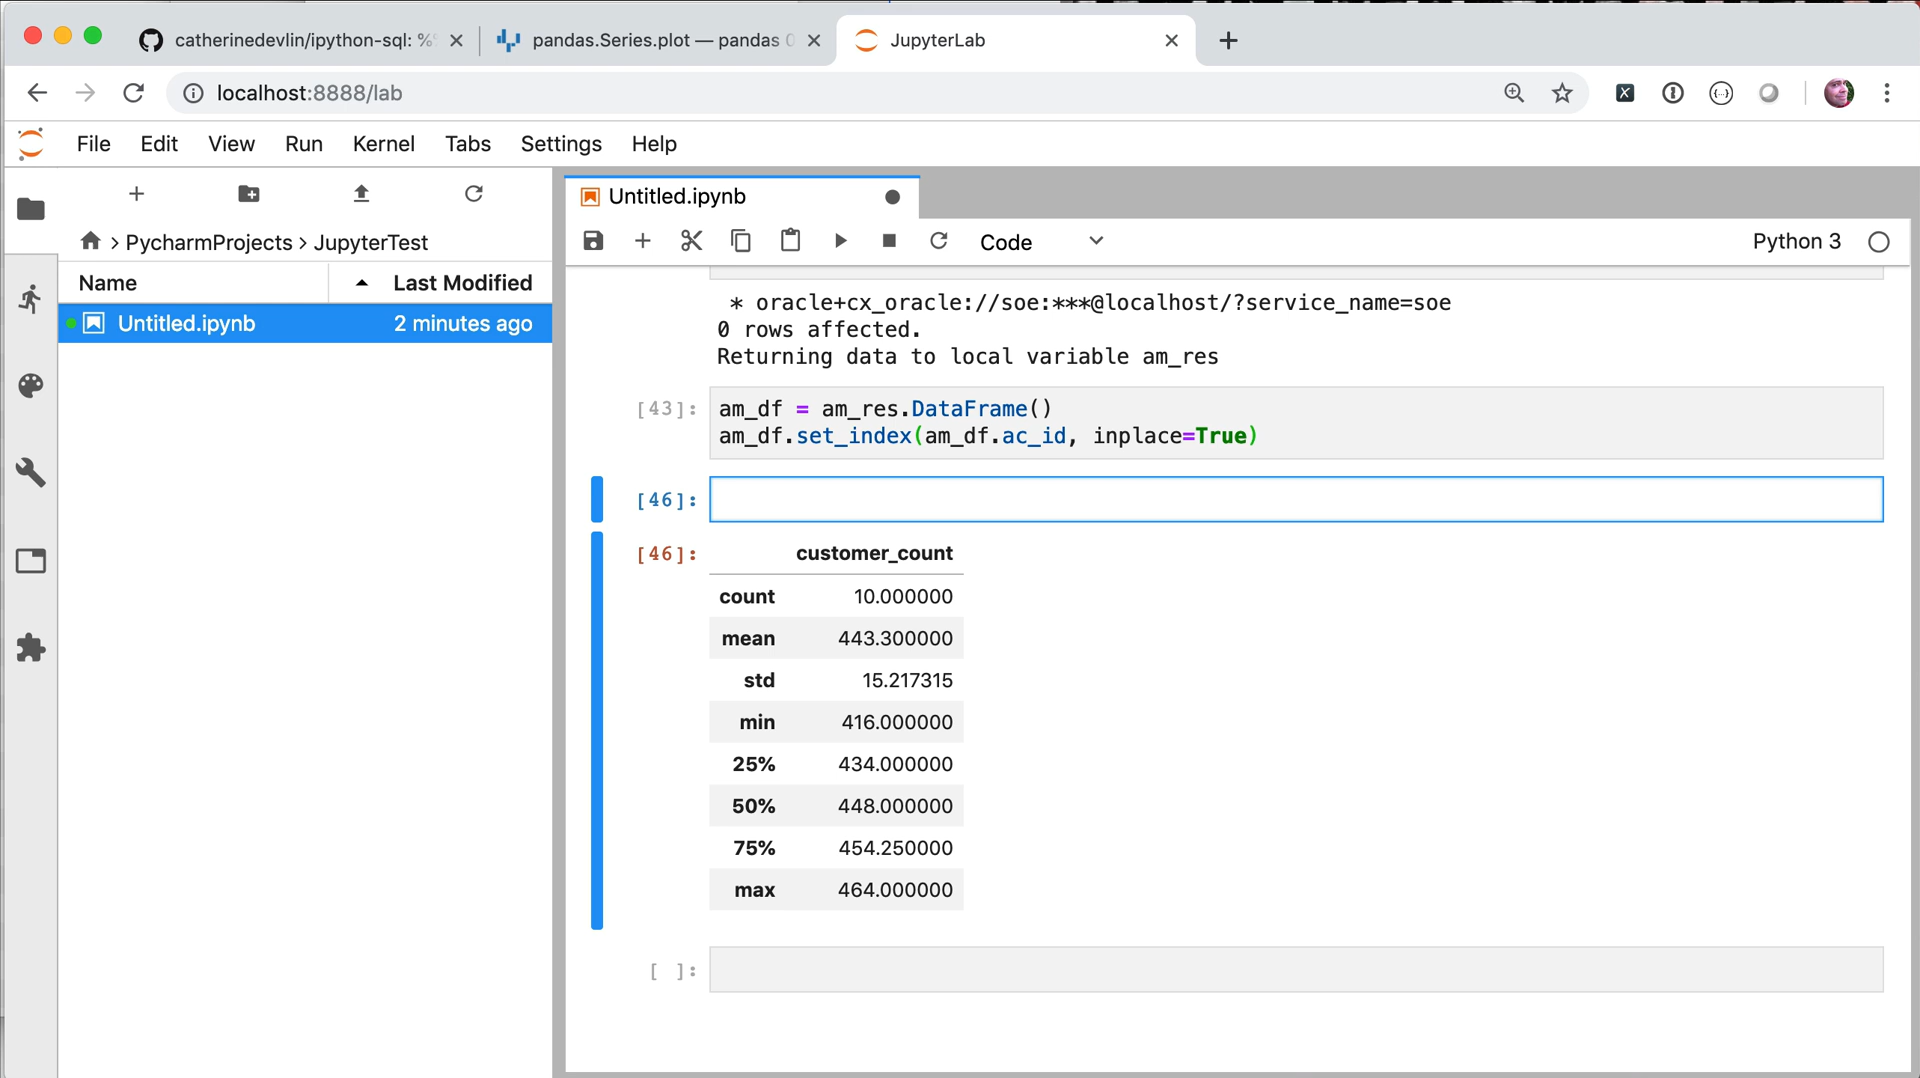 catherinedevlin/ipython-sql: %
pandas.Series.plot — pandas 0
JupyterLab
localhost:8888/lab
File Edit View Run Kernel Tabs Settings Help
Untitled.ipynb
PycharmProjects › JupyterTest
Code
Python 3
Name Last Modified
Untitled.ipynb 2 minutes ago
* oracle+cx_oracle://soe:***@localhost/?service_name=soe
0 rows affected.
Returning data to local variable am_res
[43]: am_df = am_res.DataFrame()
am_df.set_index(am_df.ac_id, inplace=True)
[46]:
[46]: customer_count
count 10.000000
mean 443.300000
std 15.217315
min 416.000000
25% 434.000000
50% 448.000000
75% 454.250000
max 464.000000
[ ]: